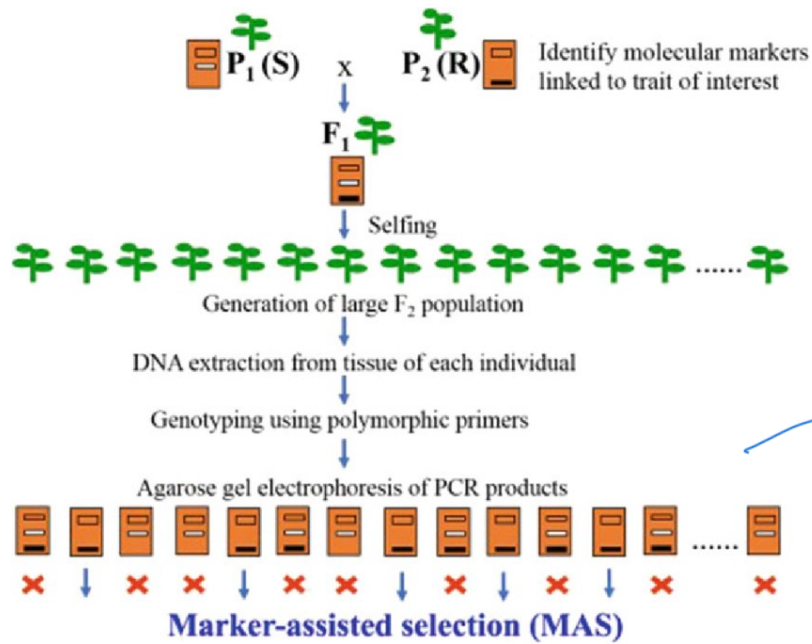 P1 (S) x P2 (R) Identify molecular markers
linked to trait of interest
F1
Selfing
......
Generation of large F2 population
DNA extraction from tissue of each individual
Genotyping using polymorphic primers
Agarose gel electrophoresis of PCR products
......
Marker-assisted selection (MAS)